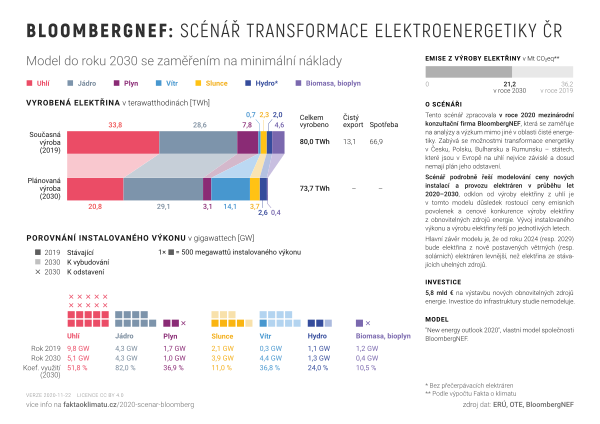 BLOOMBERGNEF: SCÉNÁŘ TRANSFORMACE ELEKTROENERGETIKY ČR
Model do roku 2030 se zaměřením na minimální náklady
Uhlí Jádro Plyn Vítr Slunce Hydro* Biomasa, bioplyn
VYROBENÁ ELEKTŘINA v terawatthodinách [TWh]
0,7 2,3 2,0
33,8 28,6 7,8 4,6
Celkem vyrobeno Čistý export Spotřeba
Současná výroba (2019)
80,0 TWh 13,1 66,9
Plánovaná výroba (2030)
73,7 TWh – –
20,8 29,1 3,1 14,1 3,7
2,6 0,4
POROVNÁNÍ INSTALOVANÉHO VÝKONU v gigawattech [GW]
2019 Stávající
1× = 500 megawattů instalovaného výkonu
2030 K vybudování
× 2030 K odstavení
Uhlí Jádro Plyn Slunce Vítr Hydro Biomasa, bioplyn
Rok 2019 9,8 GW 4,3 GW 1,7 GW 2,1 GW 0,3 GW 1,1 GW 1,2 GW
Rok 2030 5,1 GW 4,3 GW 1,0 GW 3,9 GW 4,4 GW 1,3 GW 0,4 GW
Koef. využití (2030) 51,8 % 82,0 % 36,9 % 11,0 % 36,8 % 24,0 % 10,5 %
VERZE 2020-11-22 LICENCE CC BY 4.0
více info na faktaoklimatu.cz/2020-scenar-bloomberg
EMISE Z VÝROBY ELEKTŘINY v Mt CO₂eq**
0 21,2 36,2
v roce 2030 v roce 2019
O SCÉNÁŘI
Tento scénář zpracovala v roce 2020 mezinárodní
konzultační firma BloombergNEF, která se zaměřuje
na analýzy a výzkum mimo jiné v oblasti čisté energe-
tiky. Zabývá se možnostmi transformace energetiky
v Česku, Polsku, Bulharsku a Rumunsku – státech,
které jsou v Evropě na uhlí nejvíce závislé a dosud
nemají plán jeho odstavení.
Scénář podrobně řeší modelování ceny nových
instalací a provozu elektráren v průběhu let
2020–2030, odklon od výroby elektřiny z uhlí je
v tomto modelu důsledek rostoucí ceny emisních
povolenek a cenové konkurence výroby elektřiny
z obnovitelných zdrojů energie. Vývoj instalovaného
výkonu a výrobu elektřiny řeší po jednotlivých letech.
Hlavní závěr modelu je, že od roku 2024 (resp. 2029)
bude elektřina z nově postavených větrných (resp.
solárních) elektráren levnější, než elektřina ze stáva-
jících uhelných zdrojů.
INVESTICE
5,8 mld € na výstavbu nových obnovitelných zdrojů
energie. Investice do infrastruktury studie nemodeluje.
MODEL
"New energy outlook 2020", vlastní model společnosti
BloombergNEF
* Bez přečerpávacích elektráren
** Podle výpočtu Fakta o klimatu
zdroj dat: ERÚ, OTE, BloombergNEF